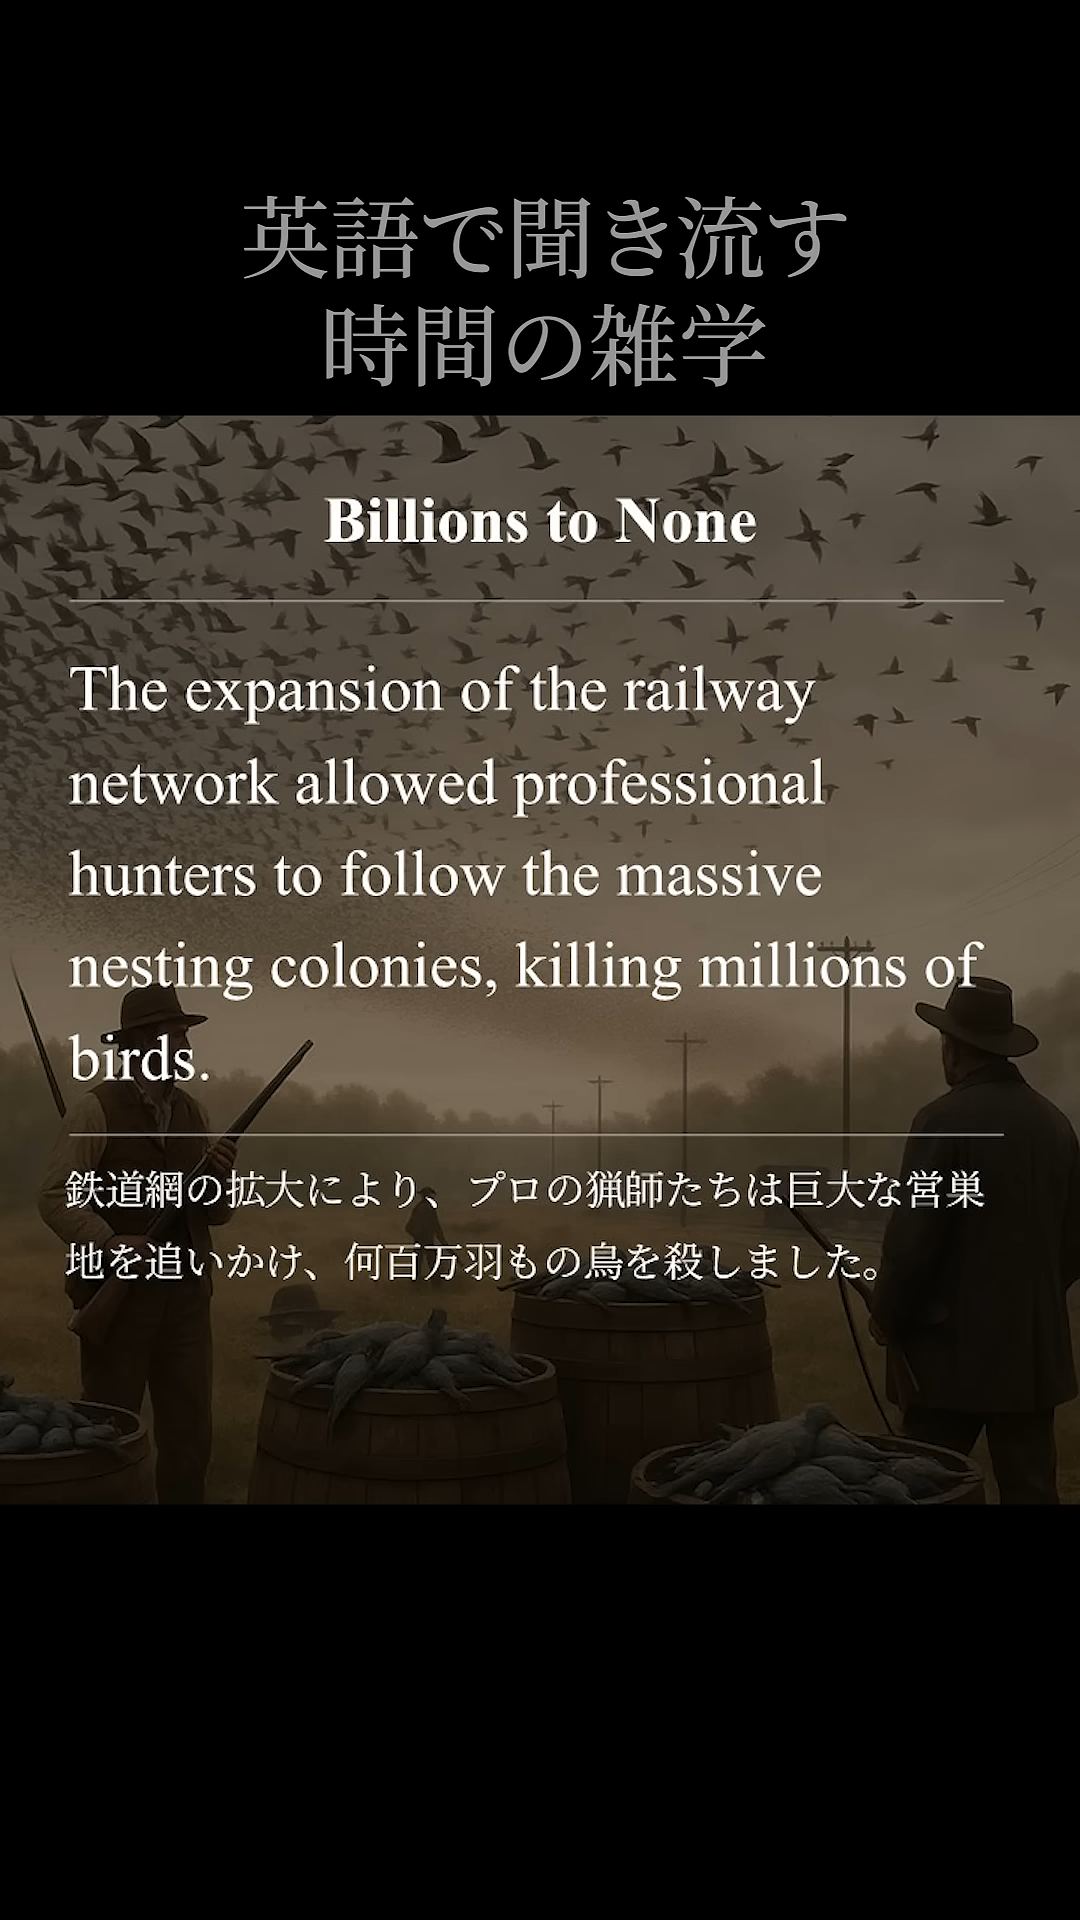 英語で聞き流す
時間の雑学
Billions to None
The expansion of the railway
network allowed professional
hunters to follow the massive
nesting colonies, killing millions of
birds.
鉄道網の拡大により、プロの猟師たちは巨大な営巣
地を追いかけ、何百万羽もの鳥を殺しました。